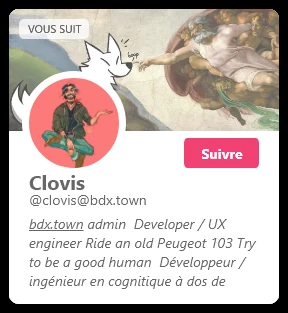 VOUS SUIT
boop
Suivre
Clovis
@clovis@bdx.town
bdx.town admin Developer / UX
engineer Ride an old Peugeot 103 Try
to be a good human Développeur /
ingénieur en cognitique à dos de